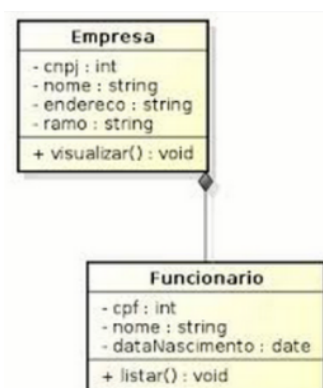 Empresa
- cnpj : int
- nome : string
- endereco : string
- ramo : string
+ visualizar() : void
Funcionario
- cpf : int
- nome : string
- dataNascimento : date
+ listar() : void